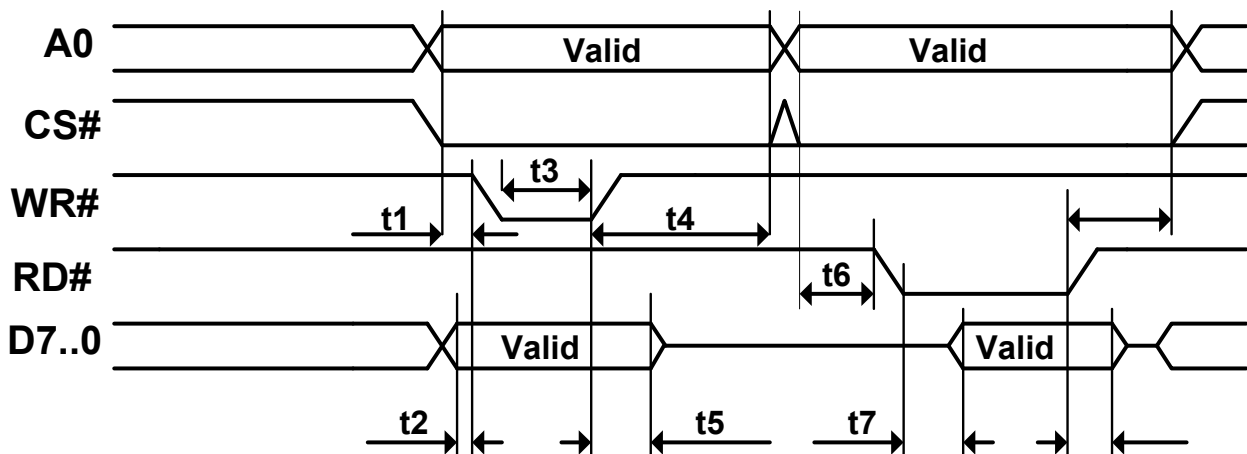 A0 Valid Valid
CS#
WR# t3
t1 t4
RD# t6
D7..0 Valid Valid
t2 t5 t7